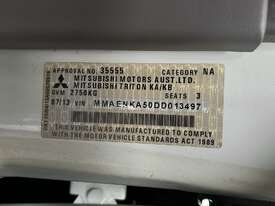 APPROVAL NO. 35555 CATEGORY NA
MITSUBISHI MOTORS AUST.LTD.
MITSUBISHI TRITON KA/KB
GVM 2750KG SEATS 3
07/13 VIN MMAENKA50DD013497
THIS VEHICLE WAS MANUFACTURED TO COMPLY WITH
THE MOTOR VEHICLE STANDARDS ACT 1989